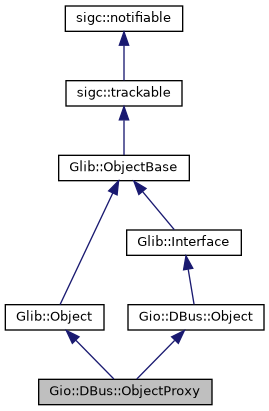 sigc::notifiable
sigc::trackable
Glib::ObjectBase
Glib::Interface
Glib::Object
Gio::DBus::Object
Gio::DBus::ObjectProxy